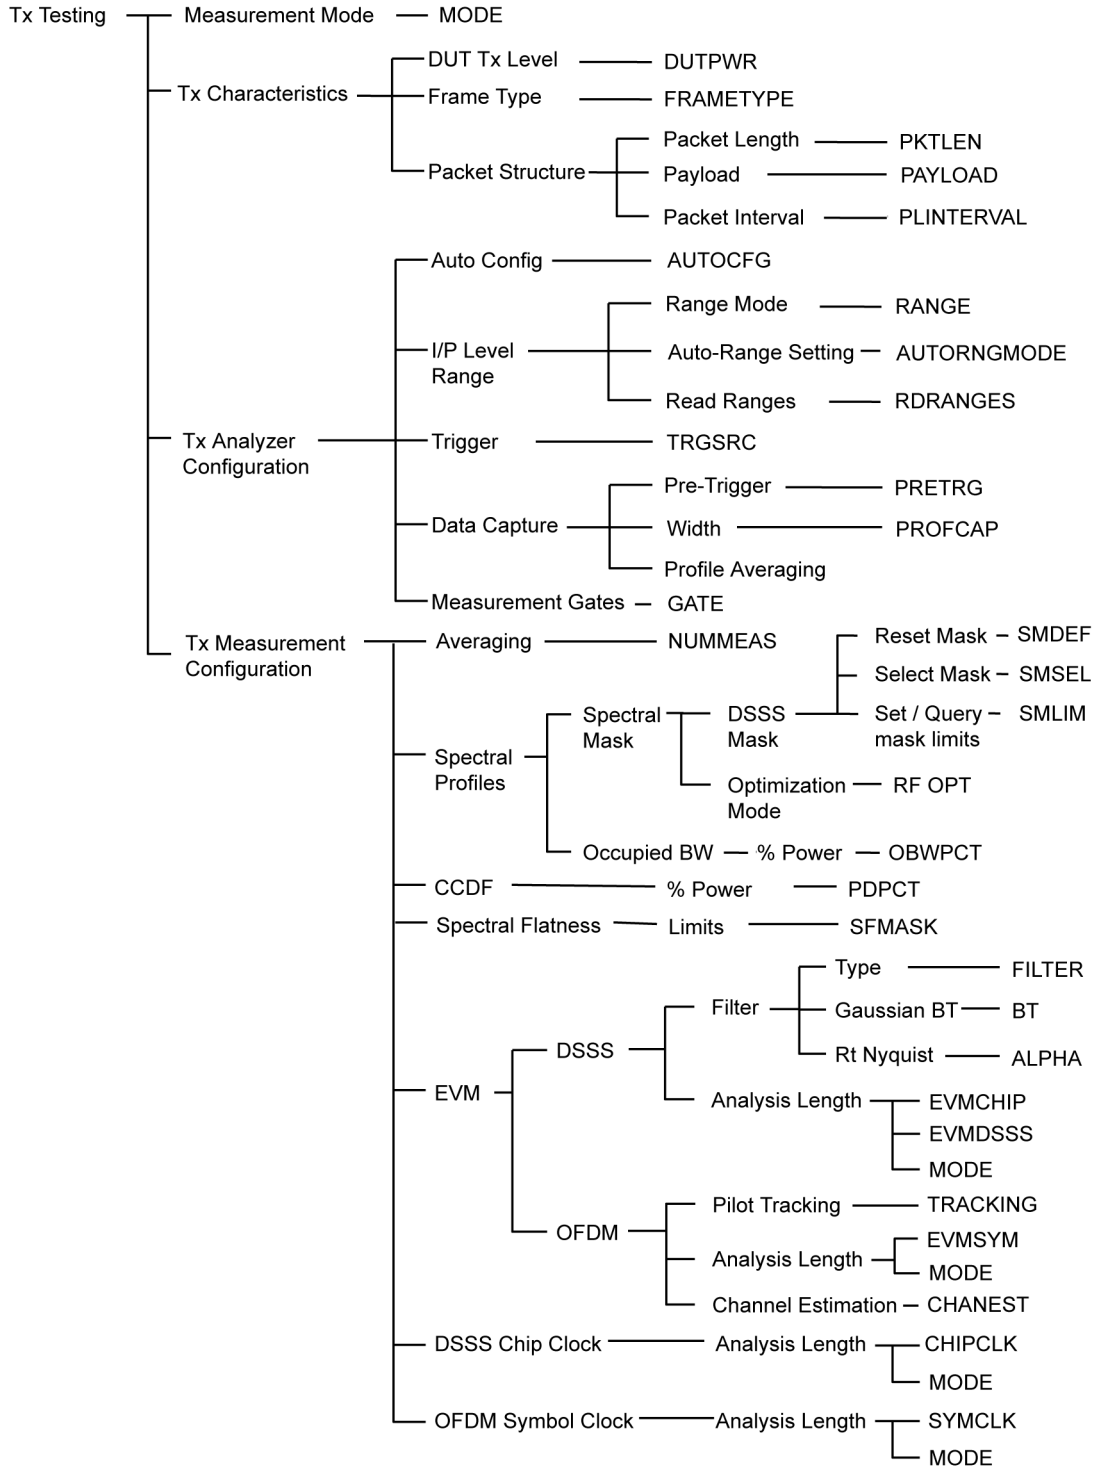 Tx Testing
Measurement Mode
MODE
Tx Characteristics
DUT Tx Level
DUTPWR
Frame Type
FRAMETYPE
Packet Structure
Packet Length
PKTLEN
Payload
PAYLOAD
Packet Interval
PLINTERVAL
Tx Analyzer
Configuration
Auto Config
AUTOCFG
I/P Level
Range
Range Mode
RANGE
Auto-Range Setting
AUTORNGMODE
Read Ranges
RDRANGES
Trigger
TRGSRC
Data Capture
Pre-Trigger
PRETRG
Width
PROFCAP
Profile Averaging
Measurement Gates
GATE
Tx Measurement
Configuration
Averaging
NUMMEAS
Spectral
Profiles
Spectral
Mask
DSSS
Mask
Reset Mask
SMDEF
Select Mask
SMSEL
Set / Query
mask limits
SMLIM
Optimization
Mode
RF OPT
Occupied BW
% Power
OBWPCT
CCDF
% Power
PDPCT
Spectral Flatness
Limits
SFMASK
EVM
DSSS
Filter
Type
FILTER
Gaussian BT
BT
Rt Nyquist
ALPHA
Analysis Length
EVMCHIP
EVMDSSS
MODE
OFDM
Pilot Tracking
TRACKING
Analysis Length
EVMSYM
MODE
Channel Estimation
CHANEST
DSSS Chip Clock
Analysis Length
CHIPCLK
MODE
OFDM Symbol Clock
Analysis Length
SYMCLK
MODE